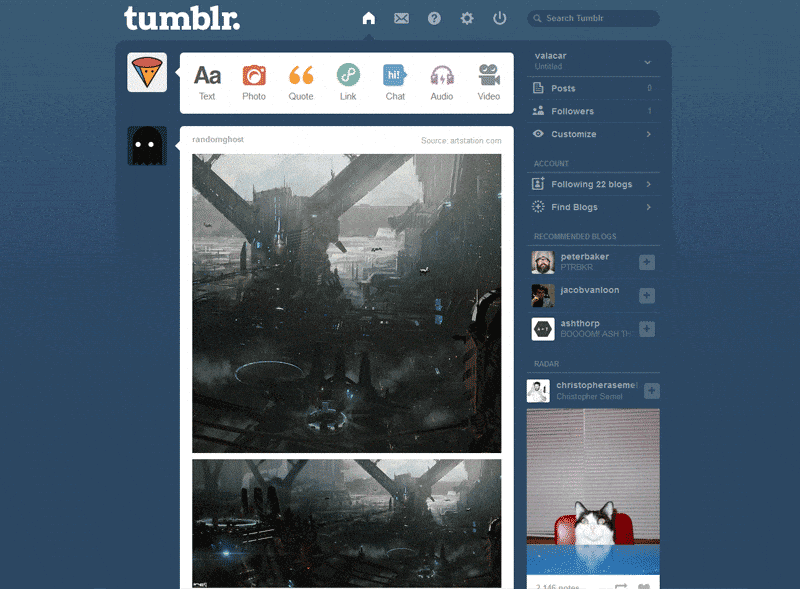 tumblr.
Search Tumblr
Aa
hi!
Text
Photo
Quote
Link
Chat
Audio
Video
randomghost
Source: artstation.com
valacar
Untitled
Posts 0
Followers 1
Customize
ACCOUNT
Following 22 blogs
Find Blogs
RECOMMENDED BLOGS
peterbaker
PTRBKR
jacobvanloon
ashthorp
BOOOOM! ASH
RADAR
christophersemel
Christopher Semel
2,146 notes